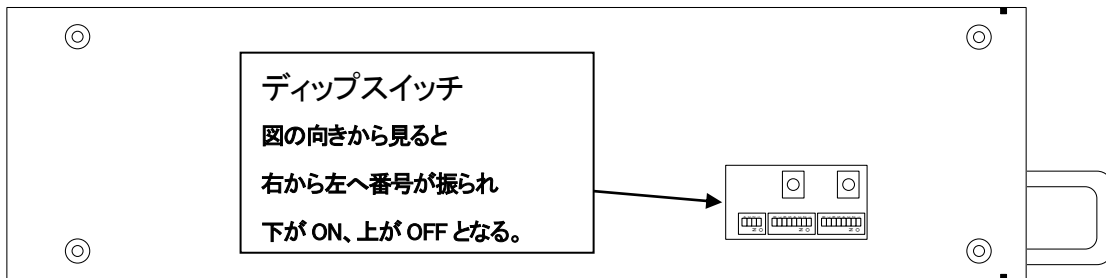 ディップスイッチ
図の向きから見ると
右から左へ番号が振られ
下が ON、上が OFF となる。